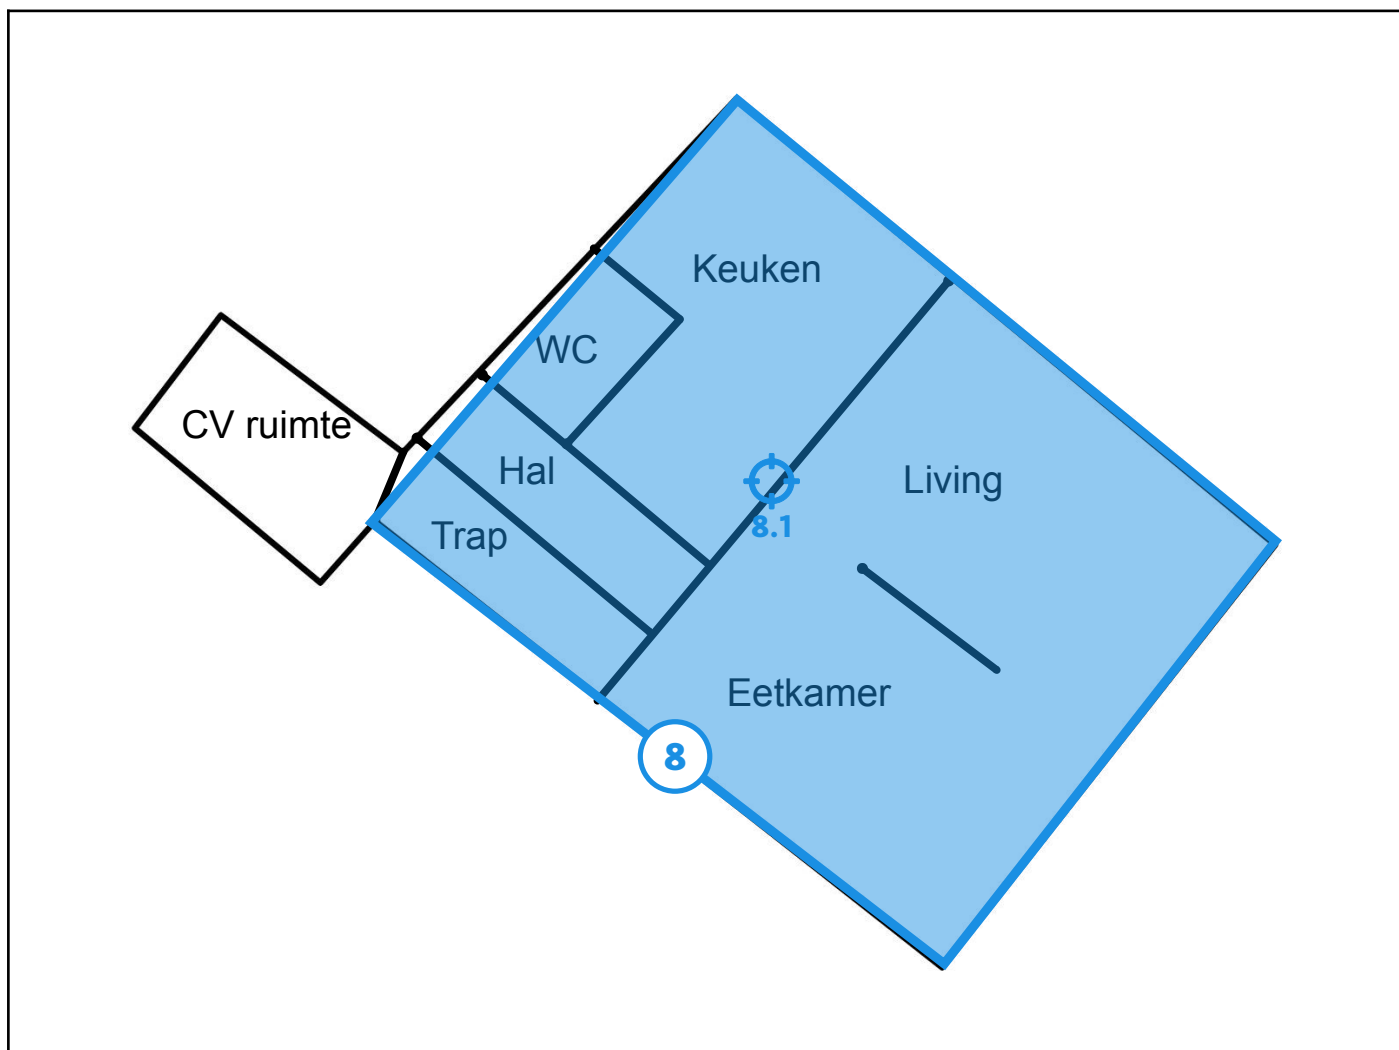 Keuken
WC
CV ruimte
Hal
Living
8.1
Trap
Eetkamer
8